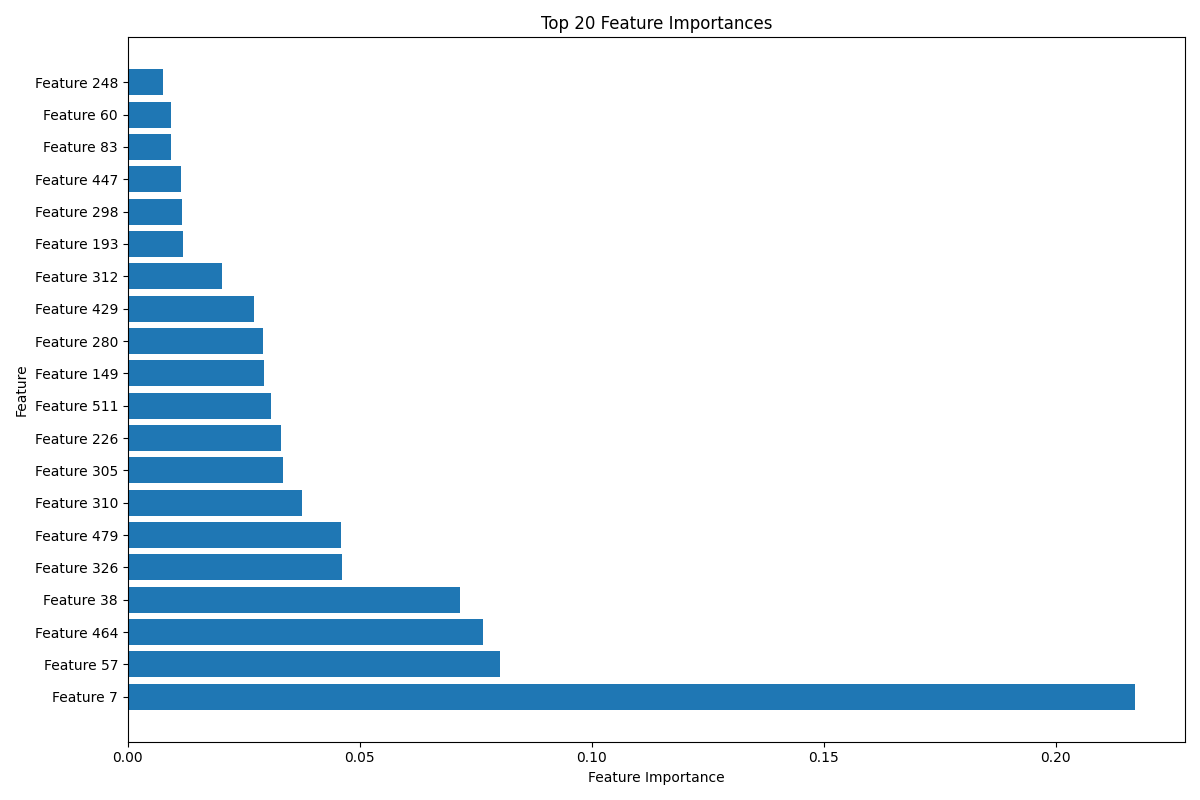 Top 20 Feature Importances
Feature
Feature 248
Feature 60
Feature 83
Feature 447
Feature 298
Feature 193
Feature 312
Feature 429
Feature 280
Feature 149
Feature 511
Feature 226
Feature 305
Feature 310
Feature 479
Feature 326
Feature 38
Feature 464
Feature 57
Feature 7
0.00 0.05 0.10 0.15 0.20
Feature Importance